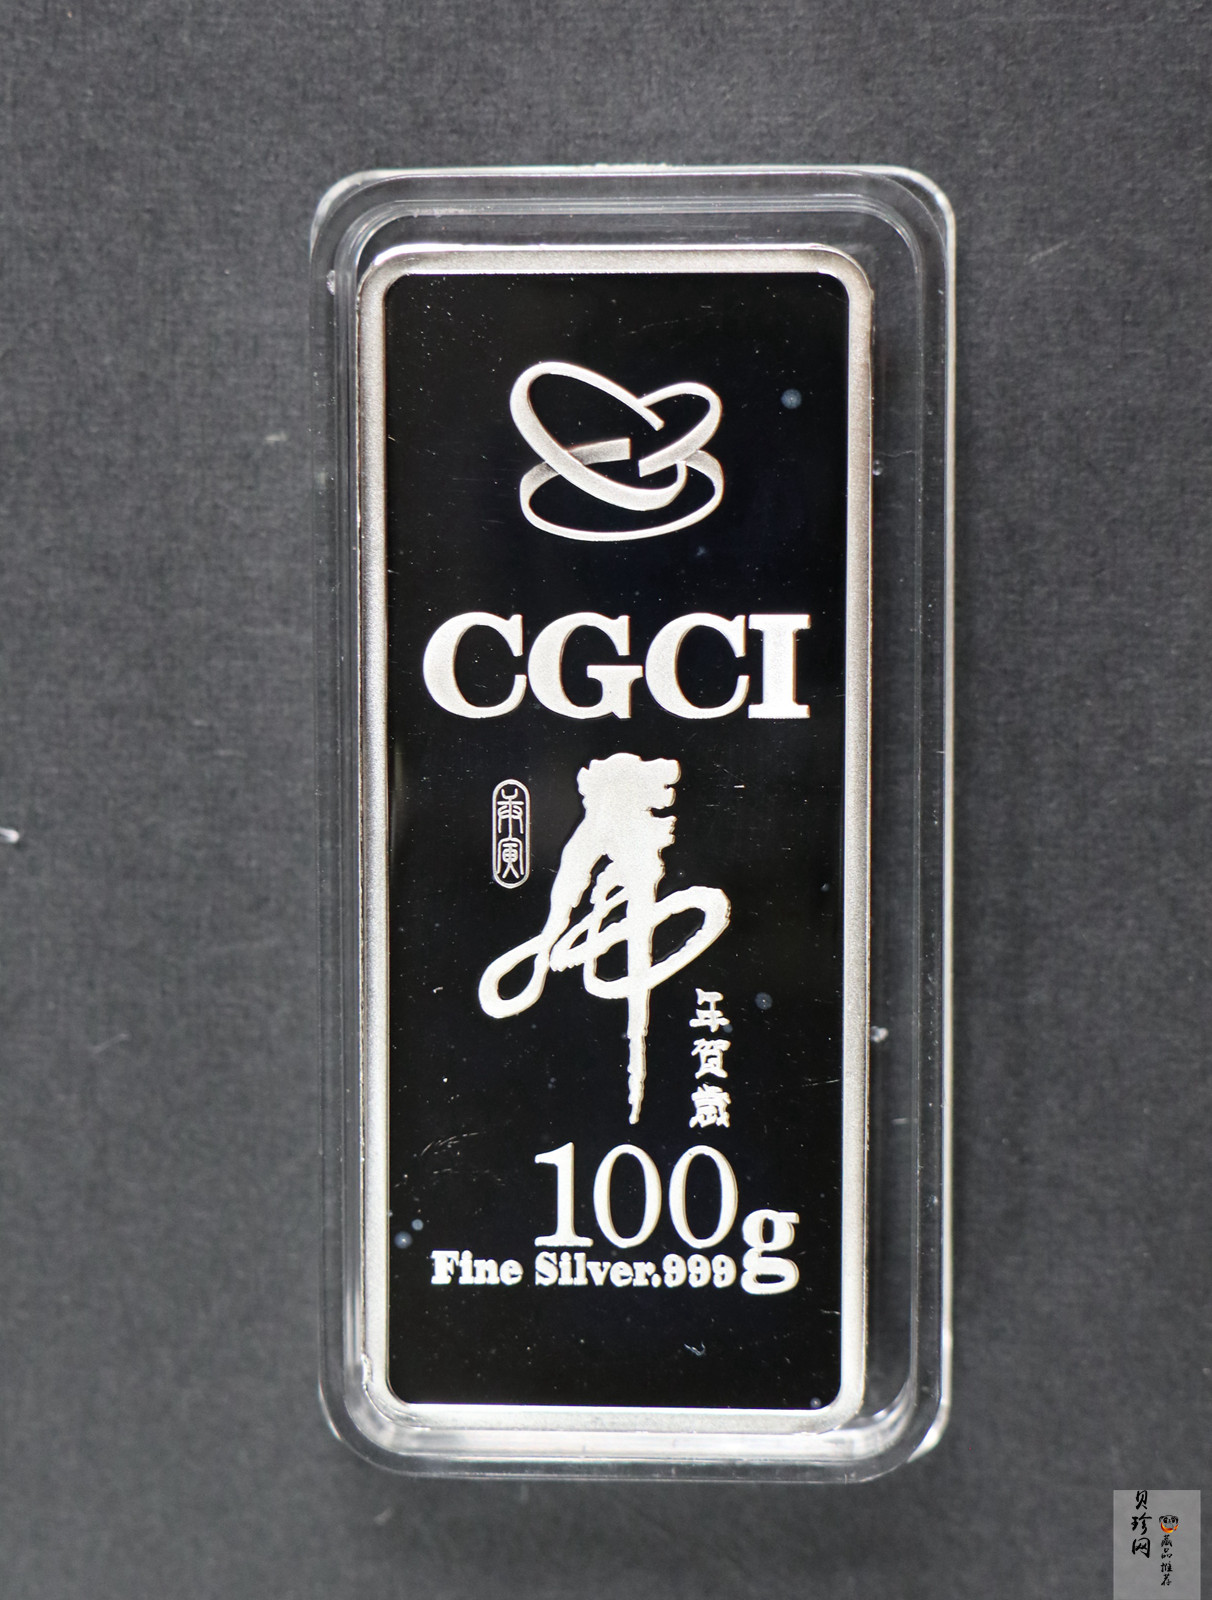 CGCI
庚寅
虎
年賀歲
100g
Fine Silver.999
贝珍网
藏品推荐